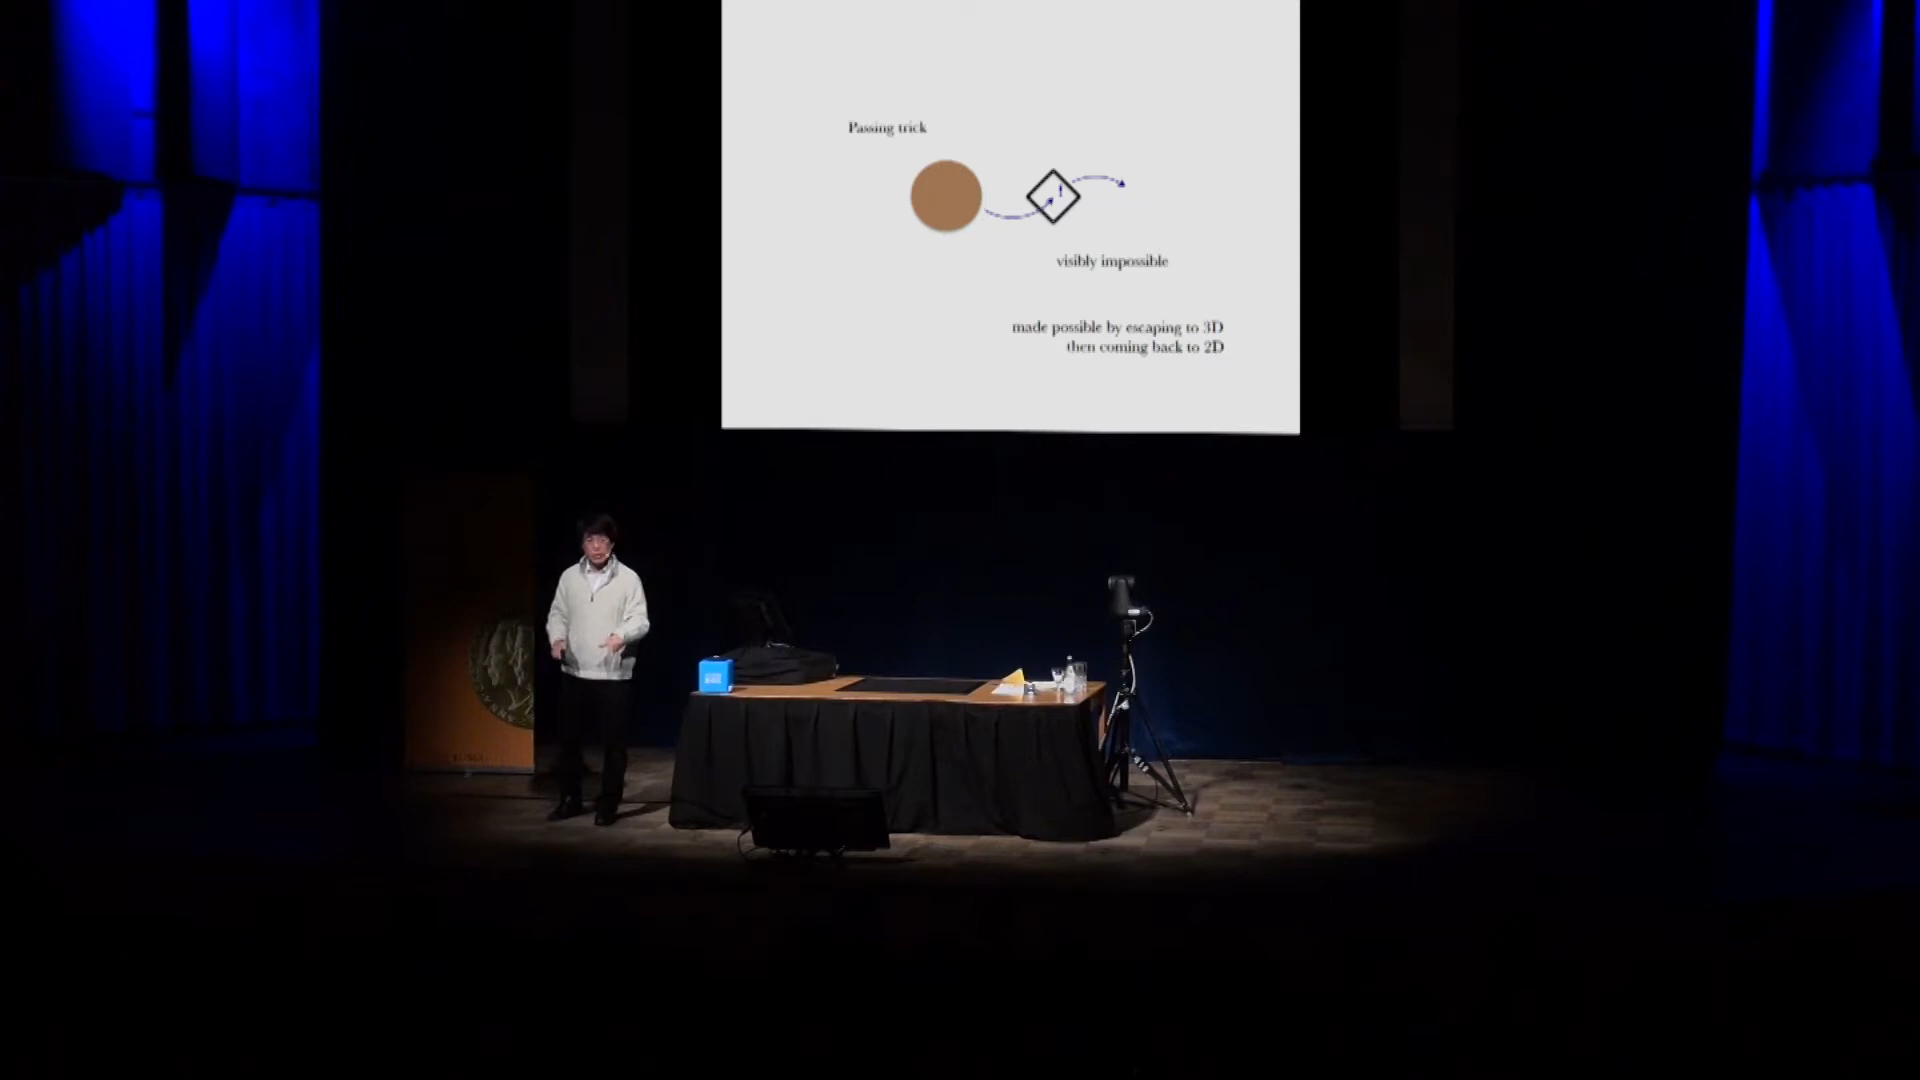 Passing trick
!
visibly impossible
made possible by escaping to 3D
then coming back to 2D